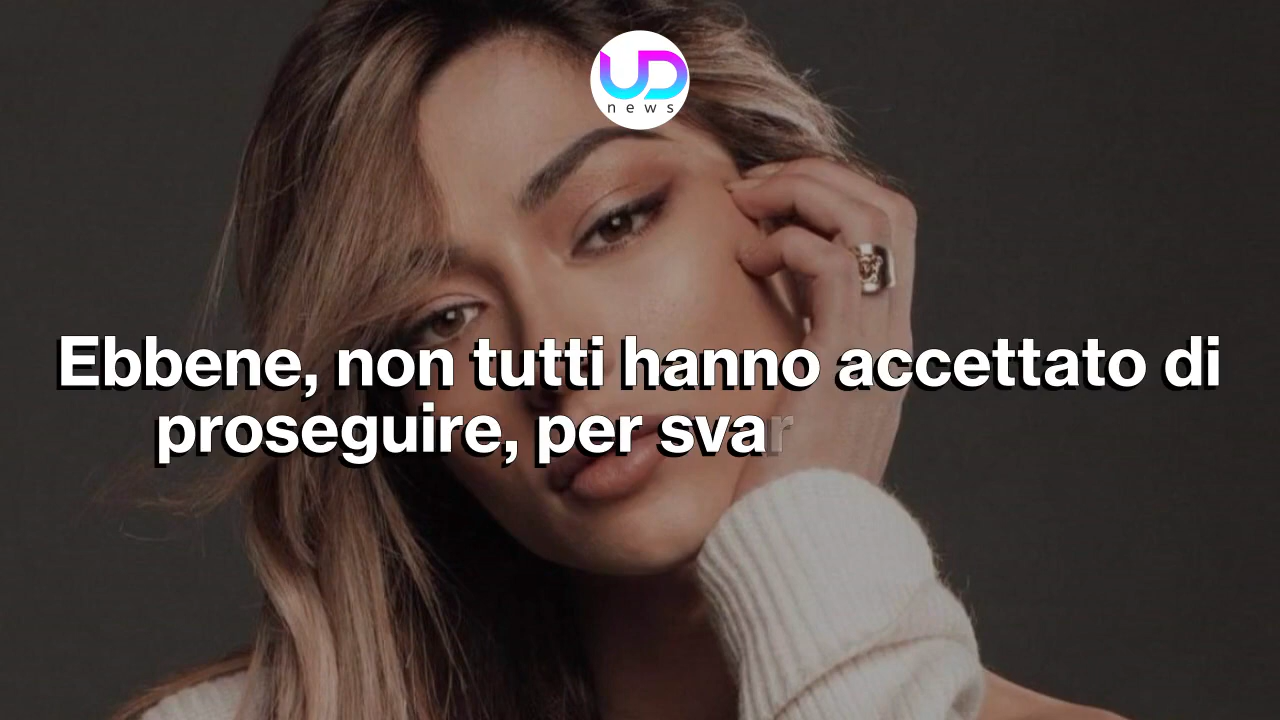 UD
news
Ebbene, non tutti hanno accettato di
proseguire, per svar